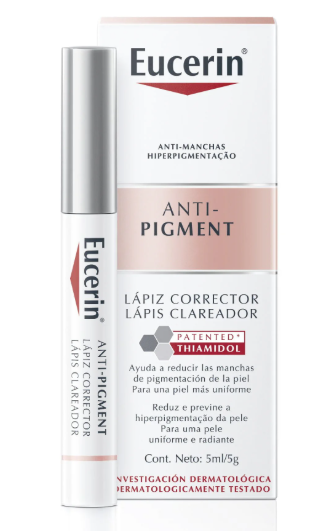 Eucerin®
ANTI-MANCHAS
HIPERPIGMENTAÇÃO
ANTI-
PIGMENT
LÁPIZ CORRECTOR
LÁPIS CLAREADOR
PATENTED*
THIAMIDOL
Ayuda a reducir las manchas
de pigmentación de la piel
Para una piel más uniforme
Reduz e previne a
hiperpigmentação da pele
Para uma pele
uniforme e radiante
Cont. Neto: 5ml/5g
INVESTIGACIÓN DERMATOLÓGICA
DERMATOLOGICAMENTE TESTADO
Eucerin®
ANTI-PIGMENT
LÁPIZ CORRECTOR
LÁPIS CLAREADOR